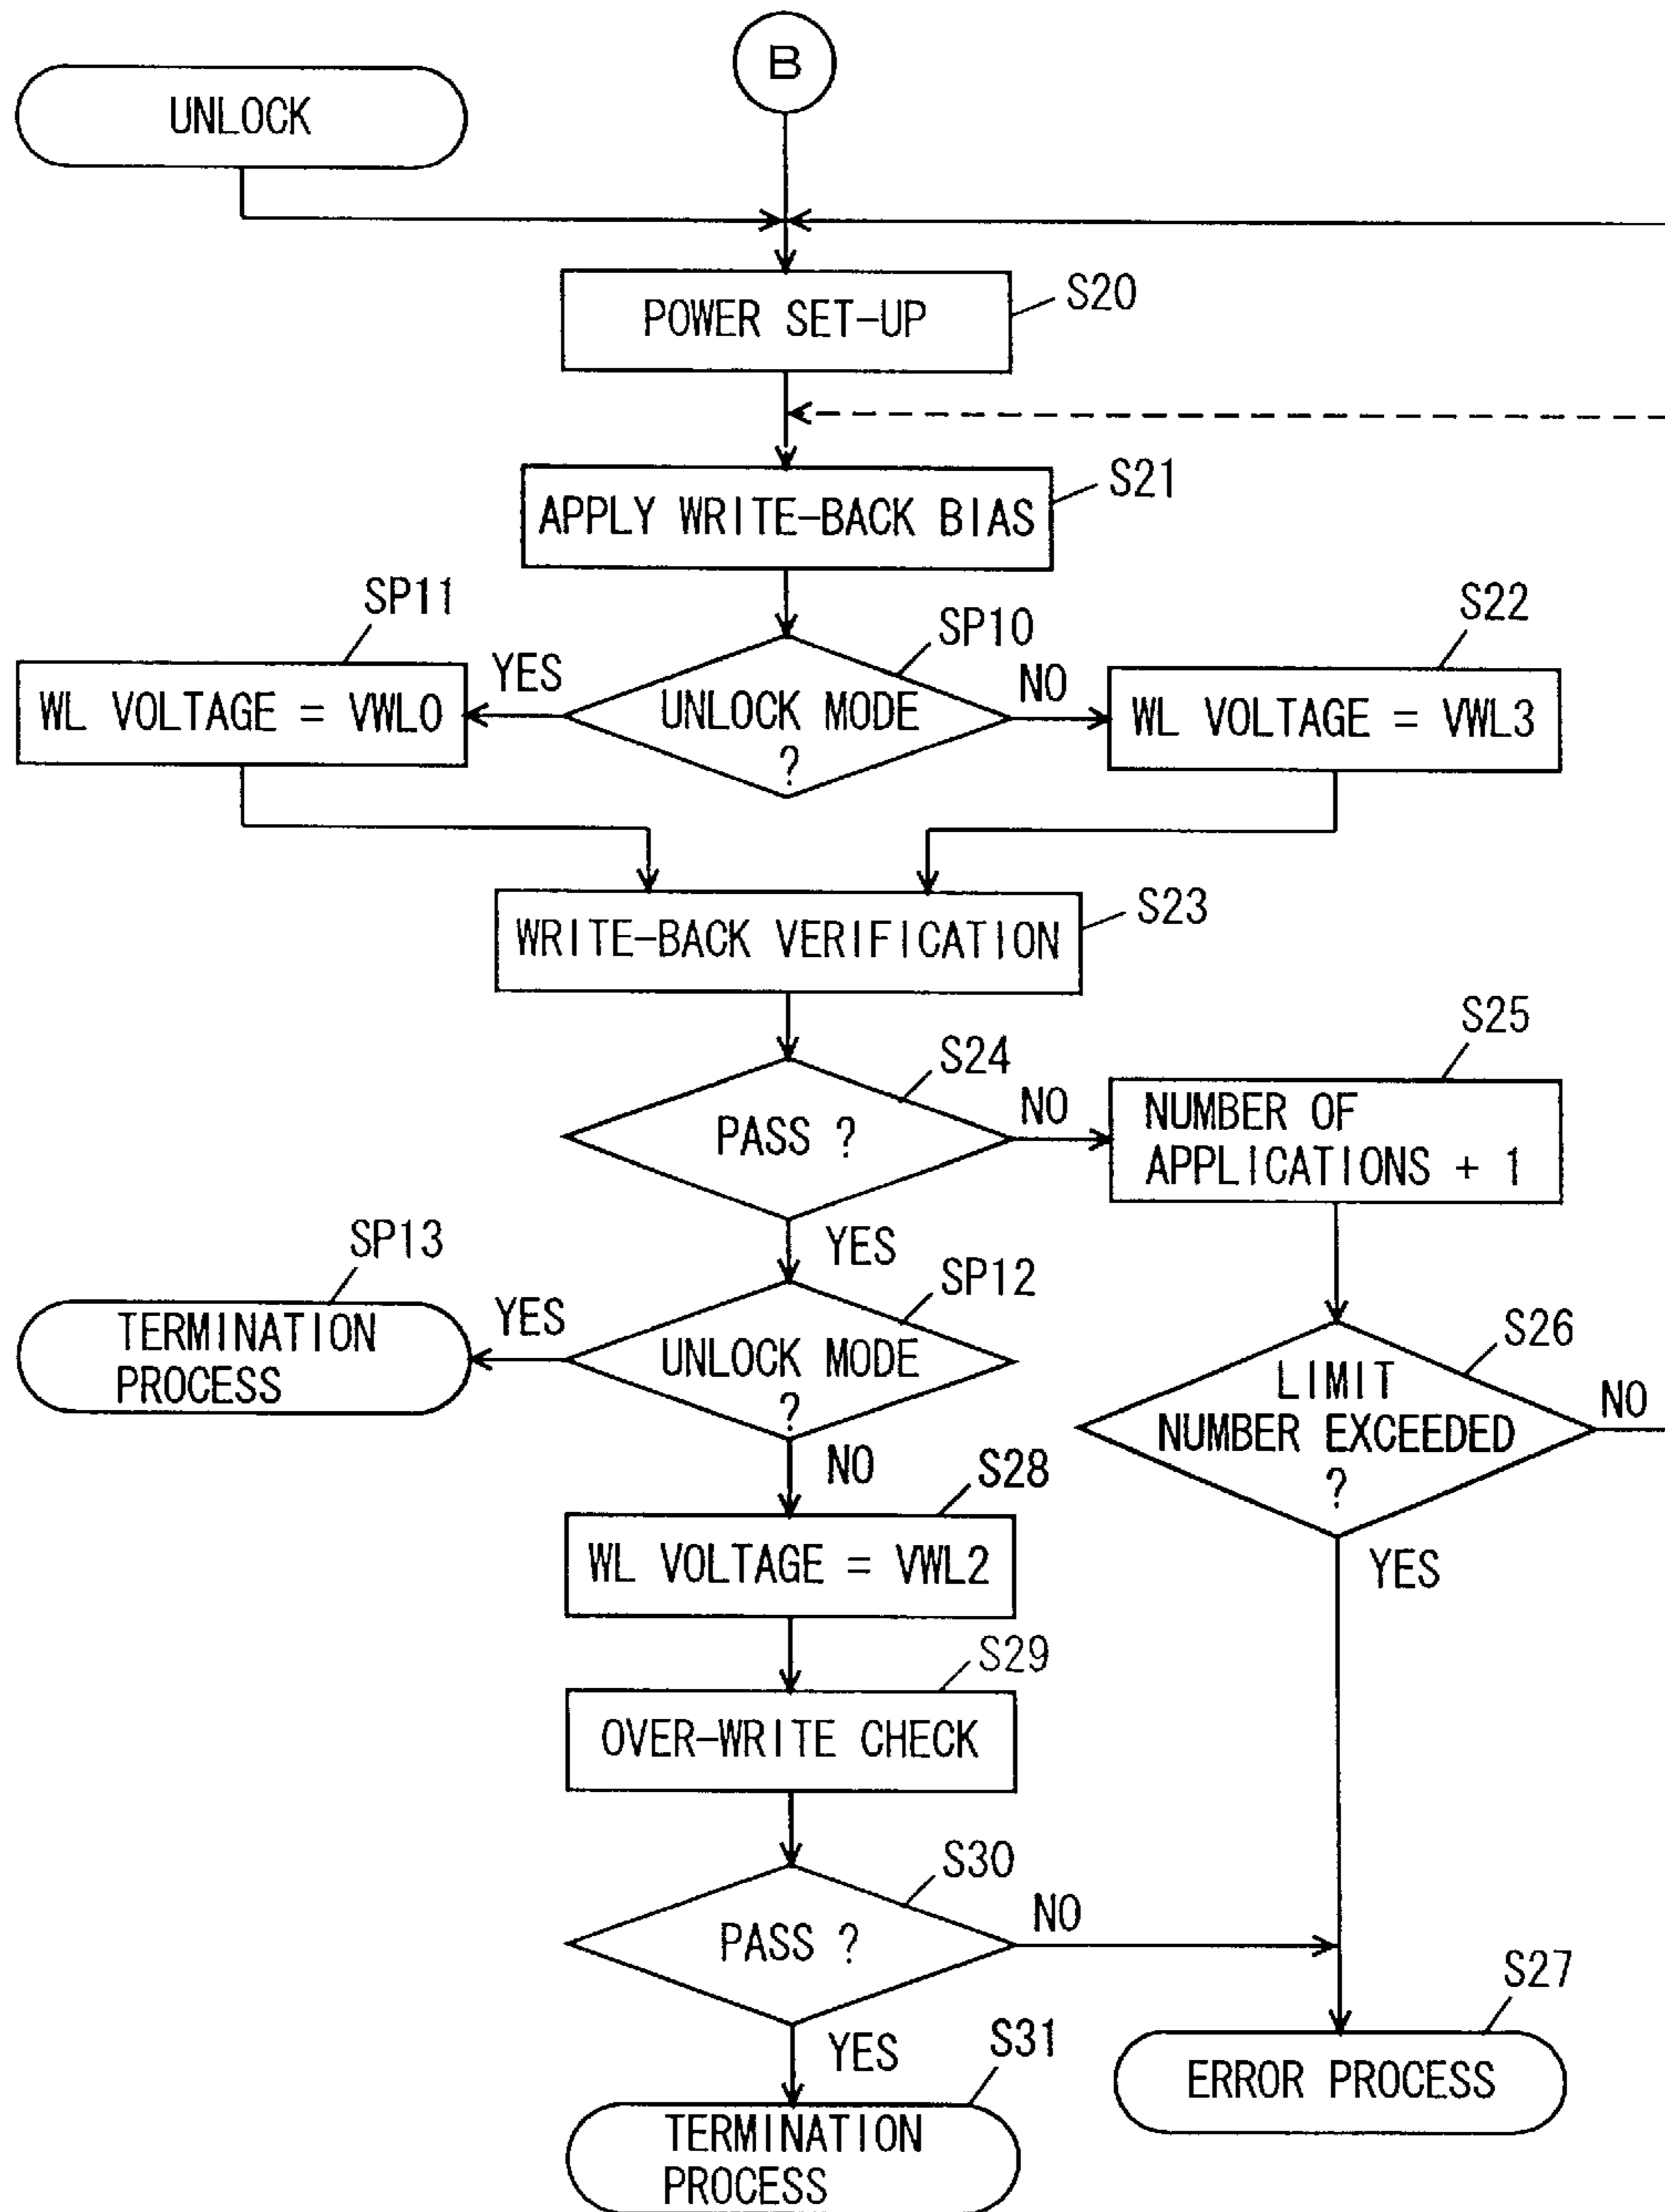 B
UNLOCK
S20
POWER SET-UP
S21
APPLY WRITE-BACK BIAS
SP11
SP10
S22
YES
NO
WL VOLTAGE = VWL0
UNLOCK MODE
?
WL VOLTAGE = VWL3
S23
WRITE-BACK VERIFICATION
S24
S25
PASS ?
NO
NUMBER OF
APPLICATIONS + 1
YES
SP13
SP12
S26
TERMINATION
PROCESS
YES
UNLOCK MODE
?
LIMIT
NUMBER EXCEEDED
?
NO
NO
S28
YES
WL VOLTAGE = VWL2
S29
OVER-WRITE CHECK
S30
PASS ?
NO
S27
YES
S31
ERROR PROCESS
TERMINATION
PROCESS